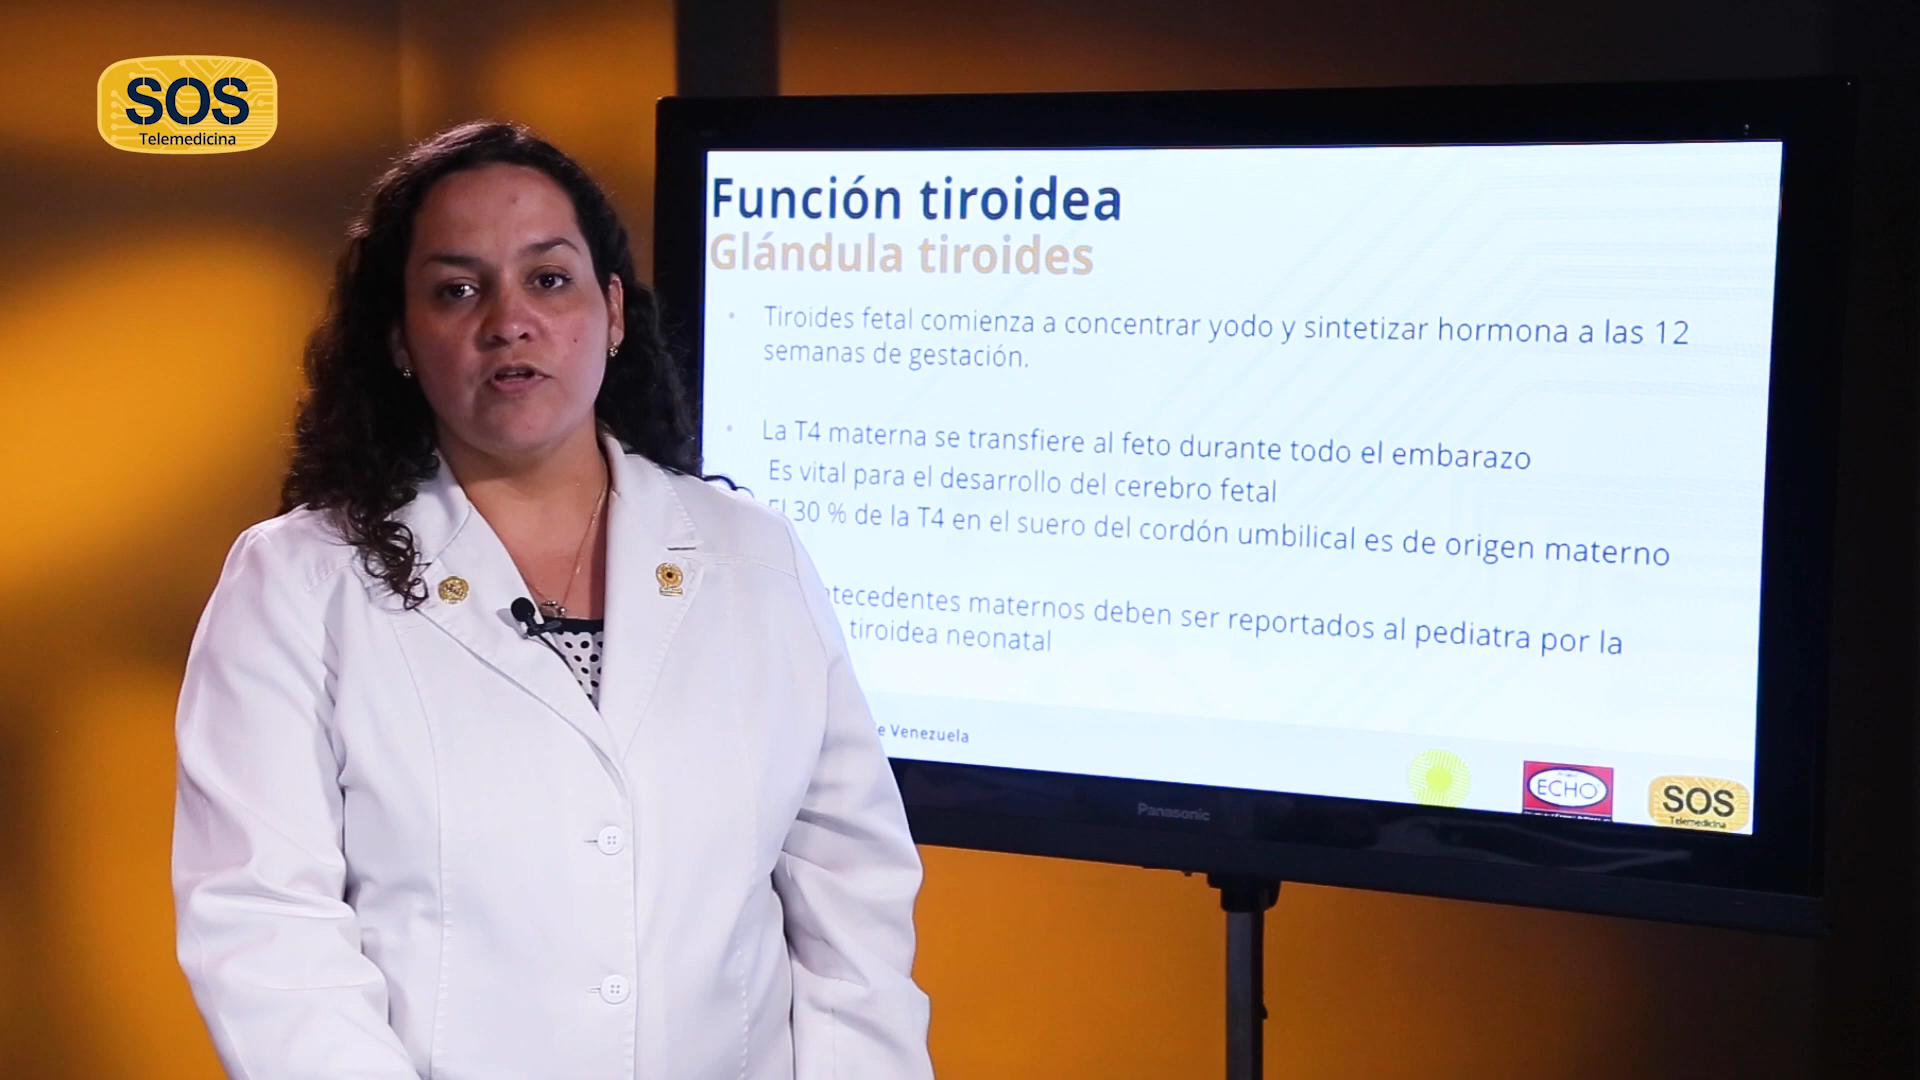 SOS
Telemedicina
Función tiroidea
Glándula tiroides
Tiroides fetal comienza a concentrar yodo y sintetizar hormona a las 12
semanas de gestación.
La T4 materna se transfiere al feto durante todo el embarazo
Es vital para el desarrollo del cerebro fetal
El 30 % de la T4 en el suero del cordón umbilical es de origen materno
maternos deben ser reportados al pediatra por la
tiroidea neonatal
Venezuela
ECHO
SOS
Telemedicina
Panasonic